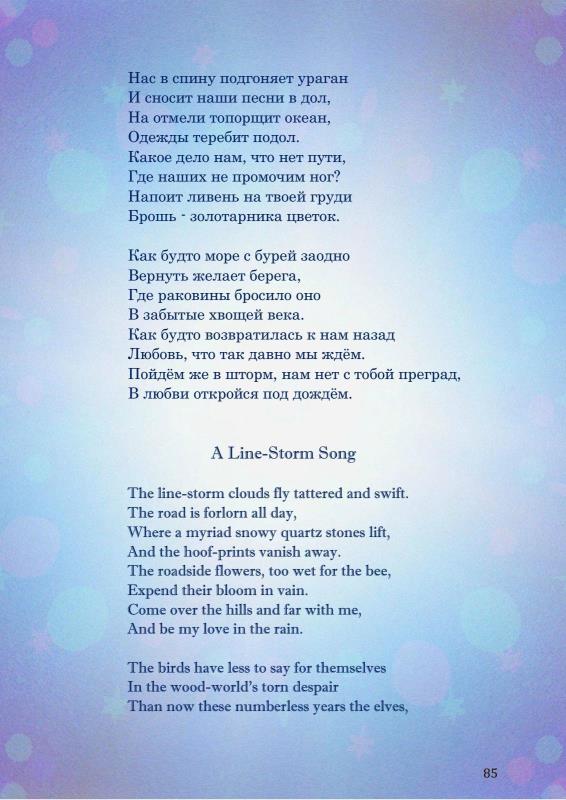 Нас в спину подгоняет ураган
И сносит наши песни в дол,
На отмели топорщит океан,
Одежды теребит подол.
Какое дело нам, что нет пути,
Где наших не промочим ног?
Напоит ливень на твоей груди
Брошь - золотарника цветок.
Как будто море с бурей заодно
Вернуть желает берега,
Где раковины бросило оно
В забытые хвощей века.
Как будто возвратилась к нам назад
Любовь, что так давно мы ждём.
Пойдём же в шторм, нам нет с тобой преград,
В любви откройся под дождём.
A Line-Storm Song
The line-storm clouds fly tattered and swift.
The road is forlorn all day,
Where a myriad snowy quartz stones lift,
And the hoof-prints vanish away.
The roadside flowers, too wet for the bee,
Expend their bloom in vain.
Come over the hills and far with me,
And be my love in the rain.
The birds have less to say for themselves
In the wood-world's torn despair
Than now these numberless years the elves,
85